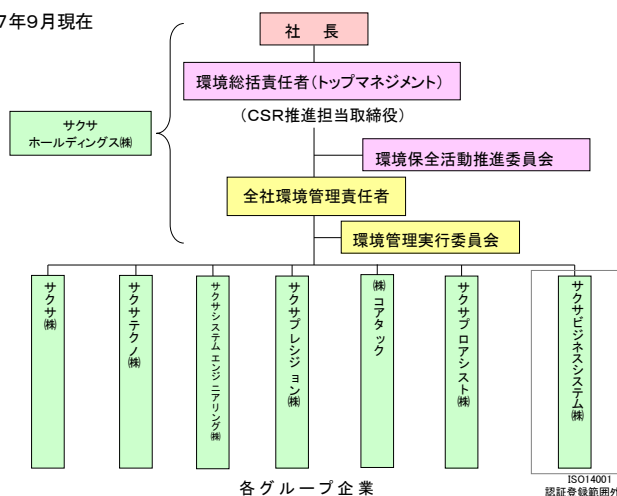 7年9月現在
社 長
環境総括責任者(トップマネジメント)
(CSR推進担当取締役)
サクサ
ホールディングス㈱
環境保全活動推進委員会
全社環境管理責任者
環境管理実行委員会
サクサ㈱
サクサテクノ㈱
サクサシステムエンジニアリング㈱
サクサプレシジョン㈱
㈱コアタック
サクサプロアシスト㈱
サクサビジネスシステム㈱
各グループ企業
ISO14001
認証登録範囲外